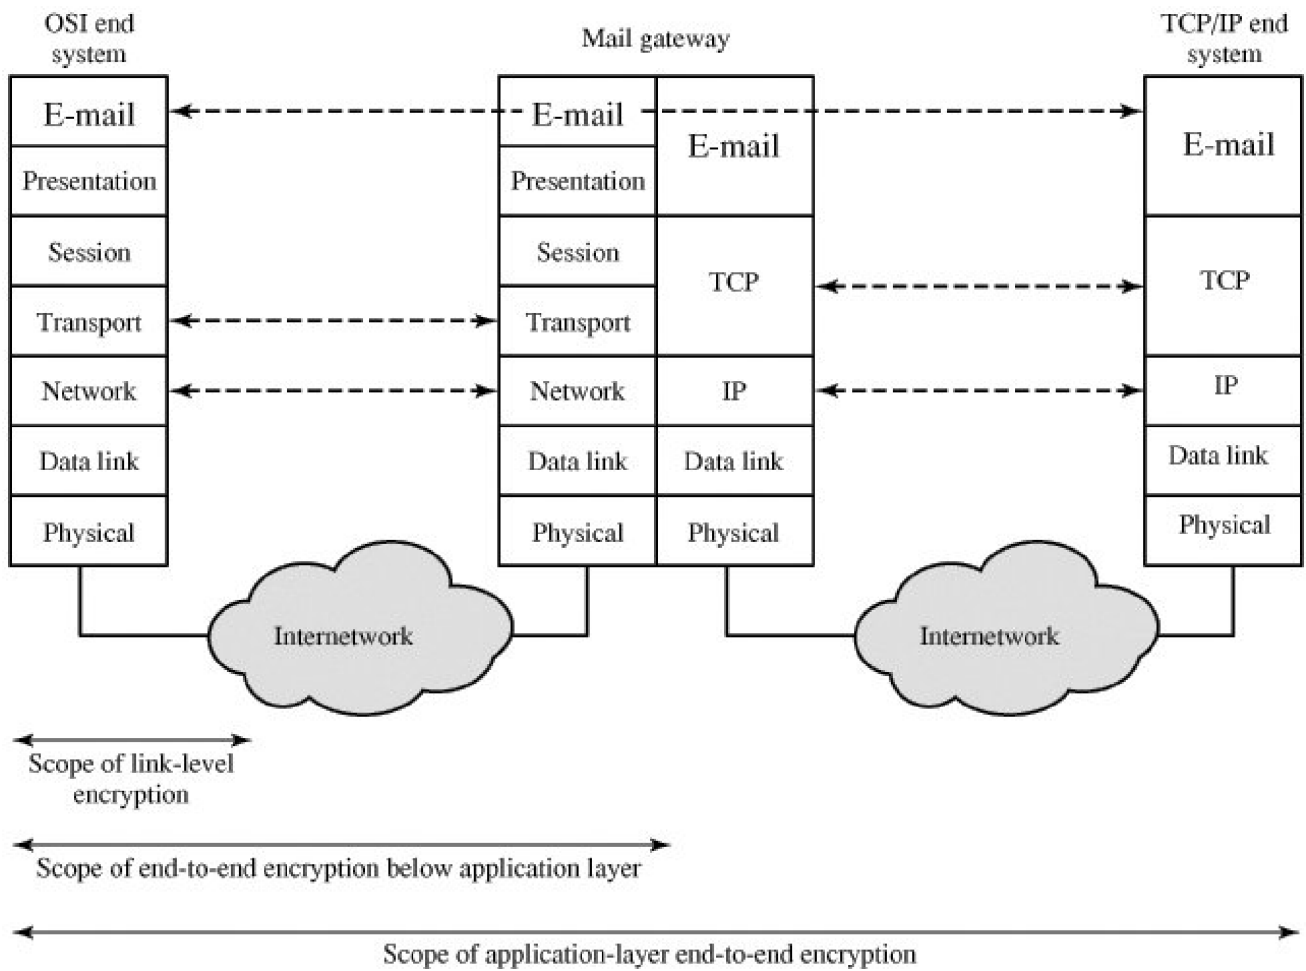 OSI end
system
Mail gateway
TCP/IP end
system
E-mail
Presentation
Session
Transport
Network
Data link
Physical
E-mail
Presentation
Session
Transport
Network
Data link
Physical
E-mail
TCP
IP
Data link
Physical
E-mail
TCP
IP
Data link
Physical
Internetwork
Internetwork
Scope of link-level
encryption
Scope of end-to-end encryption below application layer
Scope of application-layer end-to-end encryption